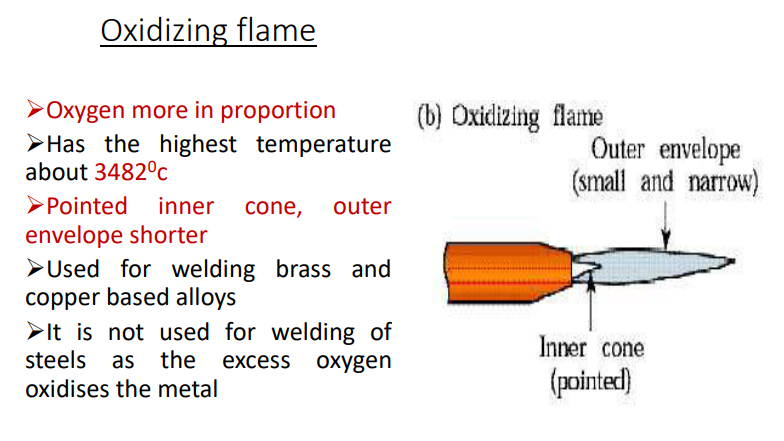 Oxidizing flame
➢Oxygen more in proportion
➢Has the highest temperature
about 3482⁰c
➢Pointed inner cone, outer
envelope shorter
➢Used for welding brass and
copper based alloys
➢It is not used for welding of
steels as the excess oxygen
oxidises the metal
(b) Oxidizing flame
Outer envelope
(small and narrow)
Inner cone
(pointed)